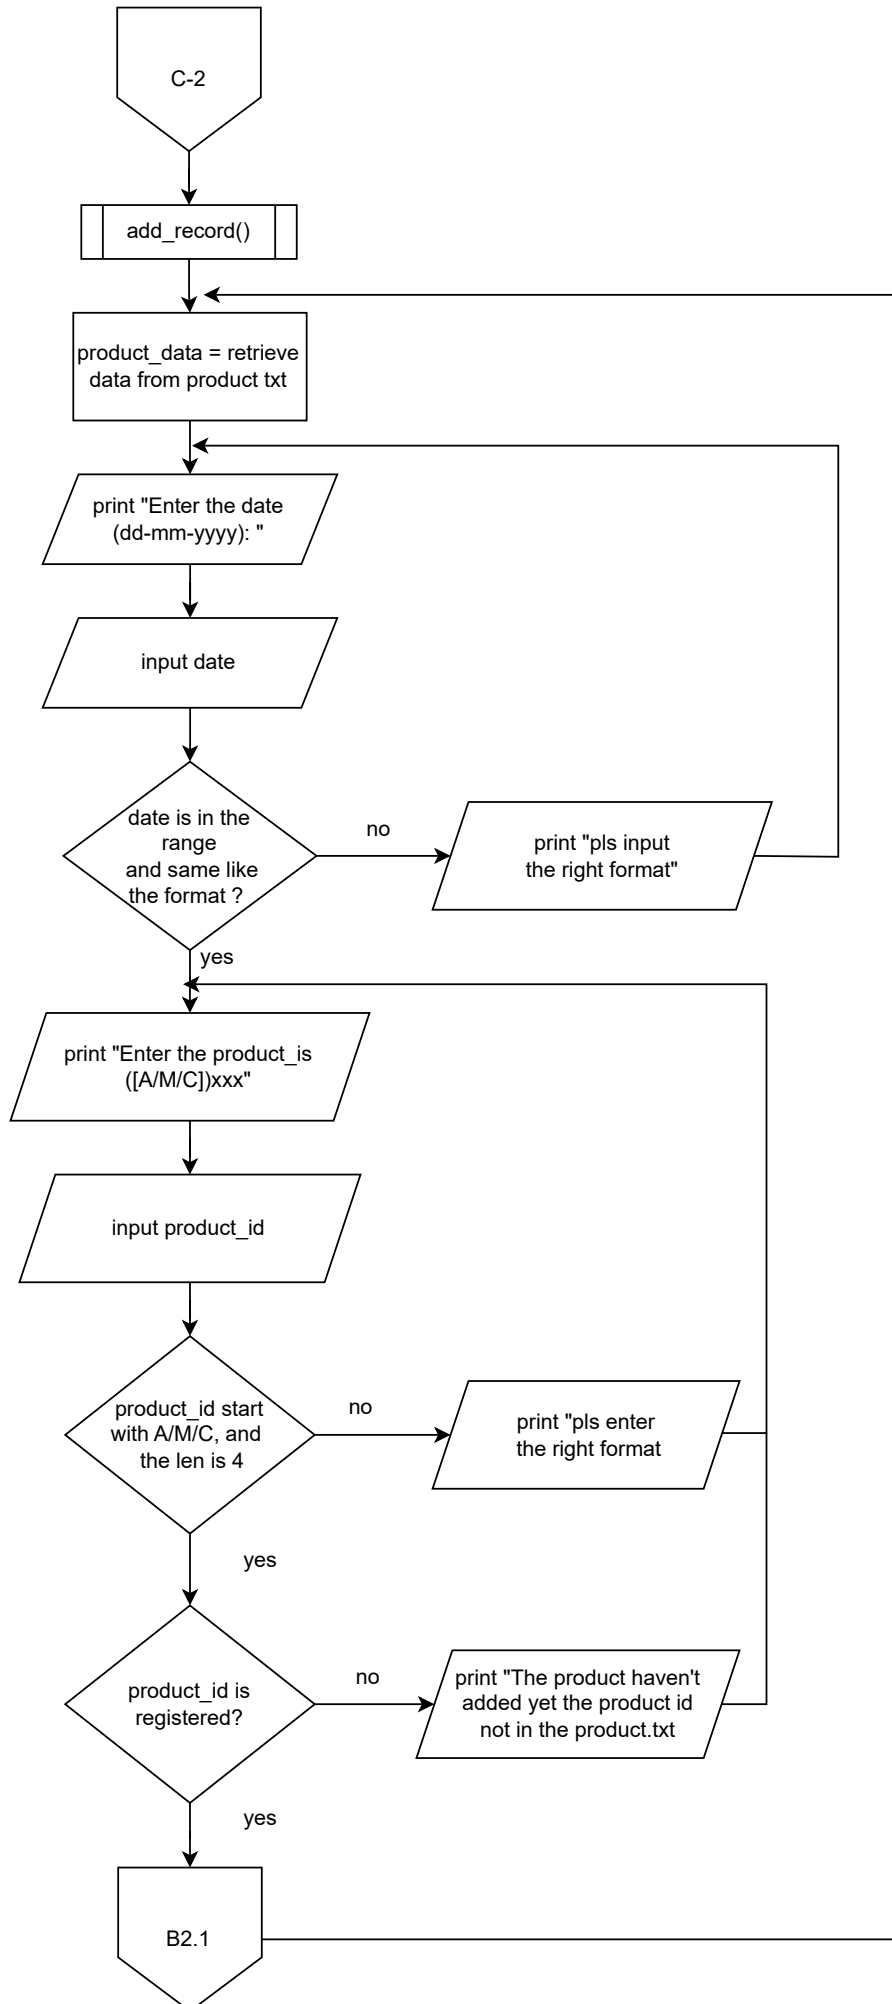 C-2
add_record()
product_data = retrieve
data from product txt
print "Enter the date
(dd-mm-yyyy): "
input date
date is in the
range
and same like
the format ?
no
print "pls input
the right format"
yes
print "Enter the product_is
([A/M/C])xxx"
input product_id
product_id start
with A/M/C, and
the len is 4
no
print "pls enter
the right format
yes
product_id is
registered?
no
print "The product haven't
added yet the product id
not in the product.txt
yes
B2.1